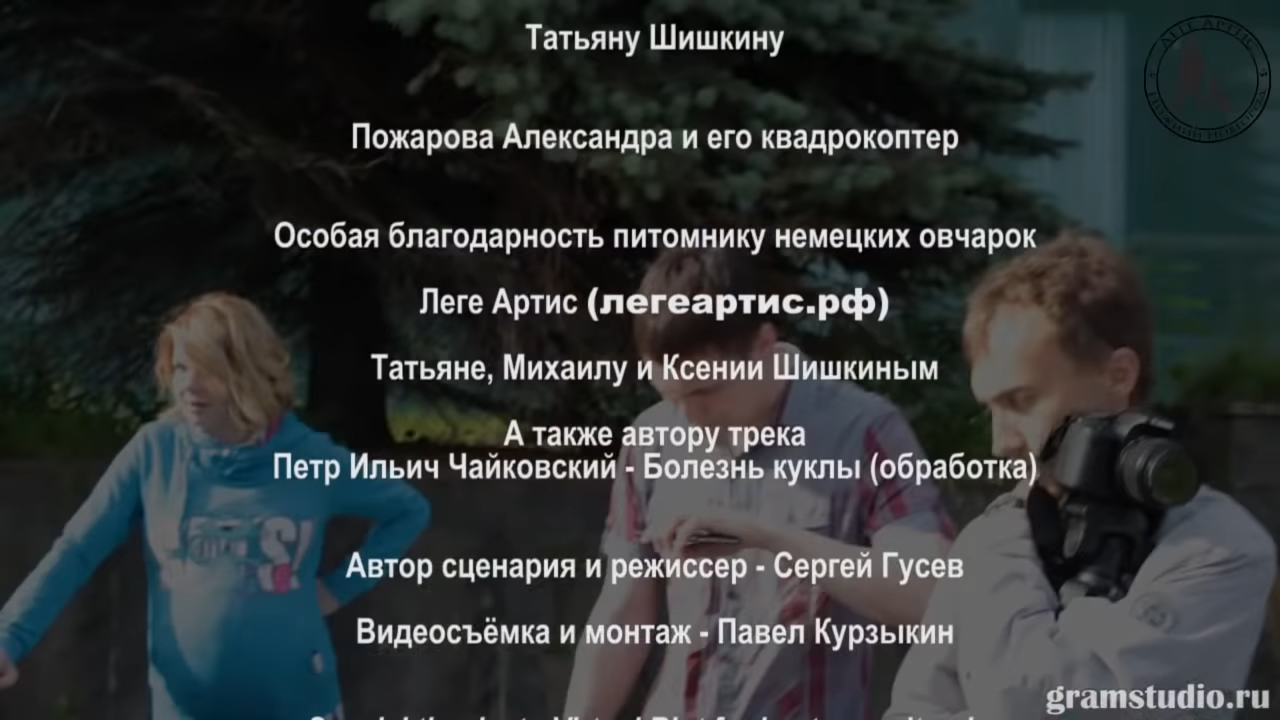 Татьяну Шишкину
Пожарова Александра и его квадрокоптер
Особая благодарность питомнику немецких овчарок
Леге Артис (легеартис.рф)
Татьяне, Михаилу и Ксении Шишкиным
А также автору трека
Петр Ильич Чайковский - Болезнь куклы (обработка)
Автор сценария и режиссер - Сергей Гусев
Видеосъёмка и монтаж - Павел Курзыкин
gramstudio.ru